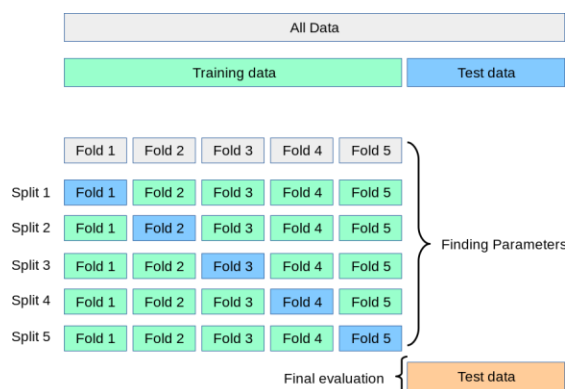 All Data
Training data Test data
Fold 1 Fold 2 Fold 3 Fold 4 Fold 5
Split 1 Fold 1 Fold 2 Fold 3 Fold 4 Fold 5
Split 2 Fold 1 Fold 2 Fold 3 Fold 4 Fold 5
Finding Parameters
Split 3 Fold 1 Fold 2 Fold 3 Fold 4 Fold 5
Split 4 Fold 1 Fold 2 Fold 3 Fold 4 Fold 5
Split 5 Fold 1 Fold 2 Fold 3 Fold 4 Fold 5
Final evaluation Test data